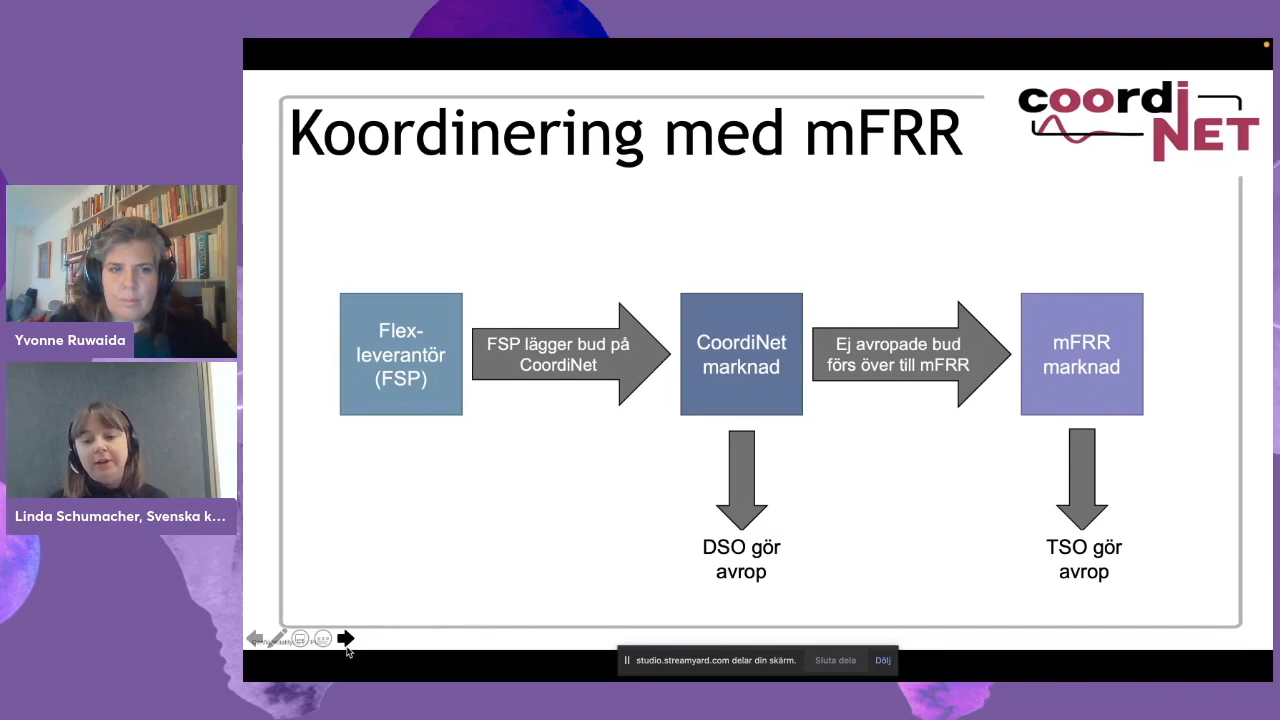 Koordinering med mFRR
coordi
NET
Yvonne Ruwaida
Linda Schumacher, Svenska k...
Flex-
leverantör
(FSP)
FSP lägger bud på
CoordiNet
CoordiNet
marknad
Ej avropade bud
förs över till mFRR
mFRR
marknad
DSO gör
avrop
TSO gör
avrop
studio.streamyard.com delar din skärm.
Sluta dela
Dölj